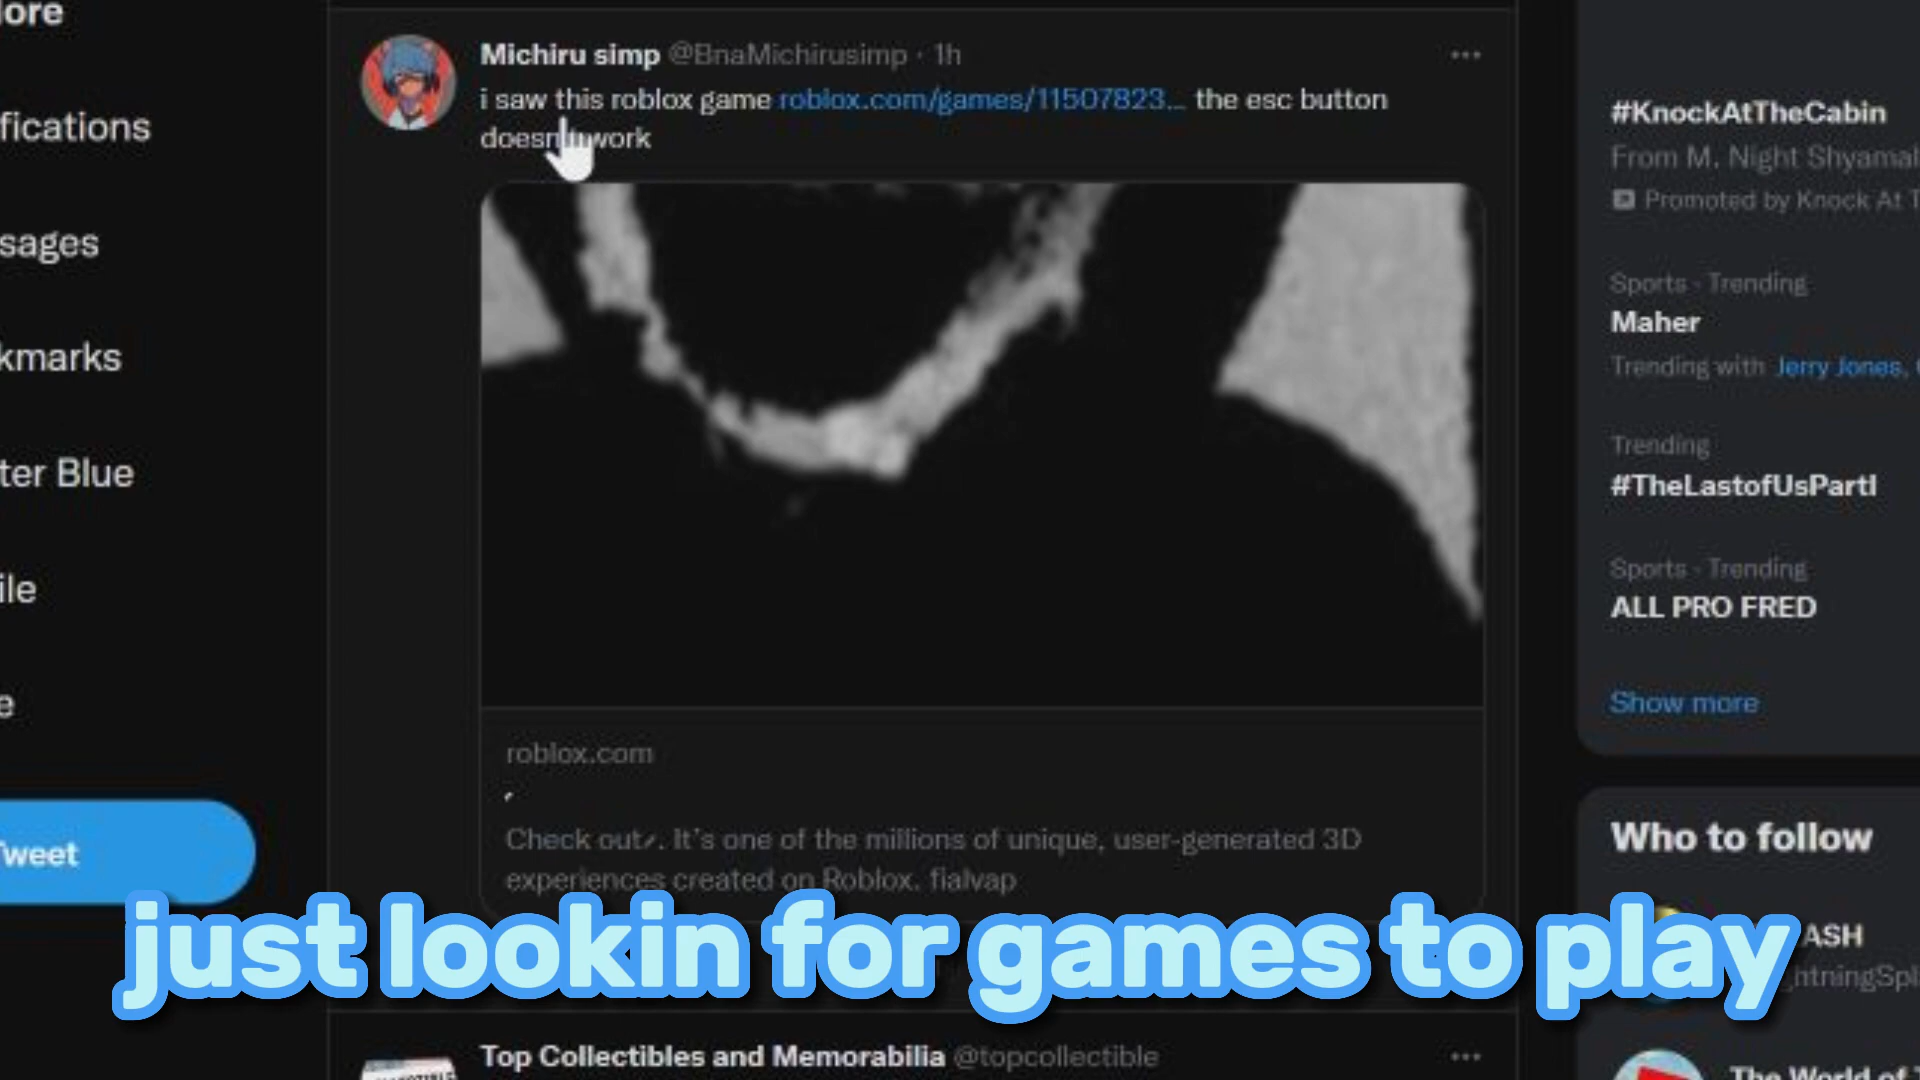 lore
fications
sages
kmarks
ter Blue
ile
e
Tweet
Michiru simp @BnaMichirusimp · 1h
i saw this roblox game roblox.com/games/11507823... the esc button
work
roblox.com
Check out. It's one of the millions of unique, user-generated 3D
experiences created on Roblox. fialvap
just lookin for games to play
Top Collectibles and Memorabilia @topcollectible
#KnockAtTheCabin
From M. Night Shyamal
Promoted by Knock At T
Sports · Trending
Maher
Trending with Jerry Jones,
Trending
#TheLastofUsPartI
Sports · Trending
ALL PRO FRED
Show more
Who to follow
ASH
htningSpl
The World of